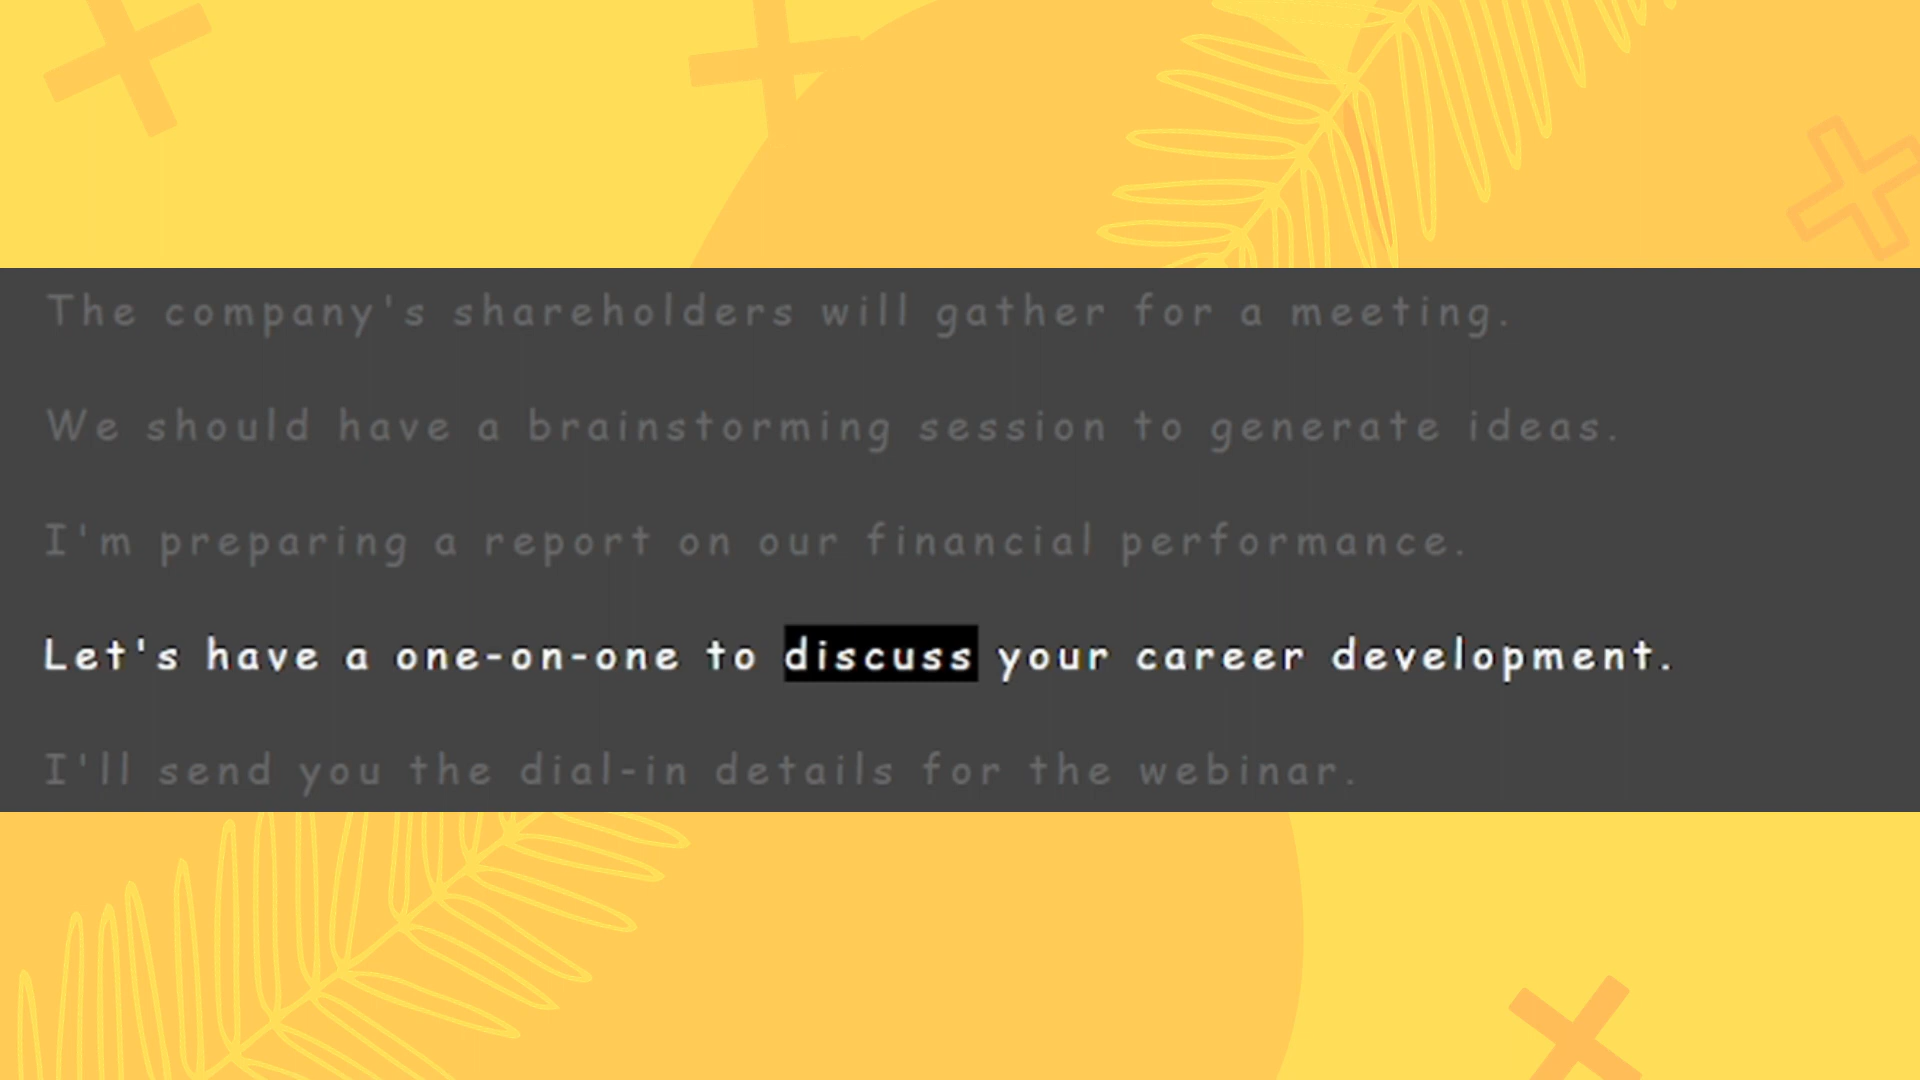 The company's shareholders will gather for a meeting.
We should have a brainstorming session to generate ideas.
I'm preparing a report on our financial performance.
Let's have a one-on-one to discuss your career development.
I'll send you the dial-in details for the webinar.